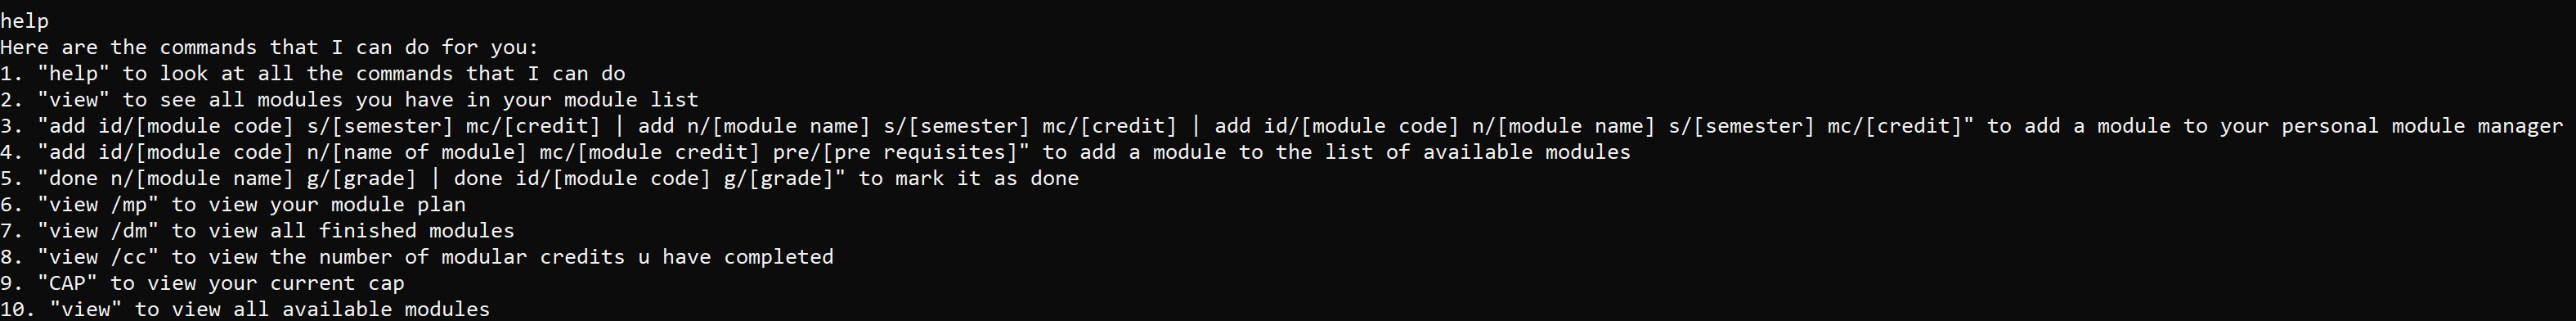 help
Here are the commands that I can do for you:
1. "help" to look at all the commands that I can do
2. "view" to see all modules you have in your module list
3. "add id/[module code] s/[semester] mc/[credit] | add n/[module name] s/[semester] mc/[credit] | add id/[module code] n/[module name] s/[semester] mc/[credit]" to add a module to your personal module manager
4. "add id/[module code] n/[name of module] mc/[module credit] pre/[pre requisites]" to add a module to the list of available modules
5. "done n/[module name] g/[grade] | done id/[module code] g/[grade]" to mark it as done
6. "view /mp" to view your module plan
7. "view /dm" to view all finished modules
8. "view /cc" to view the number of modular credits u have completed
9. "CAP" to view your current cap
10. "view" to view all available modules